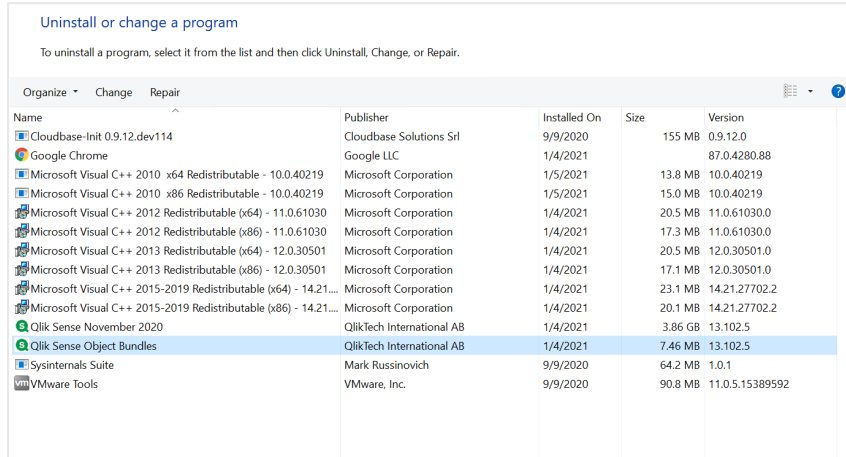 Uninstall or change a program
To uninstall a program, select it from the list and then click Uninstall, Change, or Repair.
Organize Change Repair ?
Name Publisher Installed On Size Version
Cloudbase-Init 0.9.12.dev114 Cloudbase Solutions Srl 9/9/2020 155 MB 0.9.12.0
Google Chrome Google LLC 1/4/2021 87.0.4280.88
Microsoft Visual C++ 2010 x64 Redistributable - 10.0.40219 Microsoft Corporation 1/5/2021 13.8 MB 10.0.40219
Microsoft Visual C++ 2010 x86 Redistributable - 10.0.40219 Microsoft Corporation 1/5/2021 15.0 MB 10.0.40219
Microsoft Visual C++ 2012 Redistributable (x64) - 11.0.61030 Microsoft Corporation 1/4/2021 20.5 MB 11.0.61030.0
Microsoft Visual C++ 2012 Redistributable (x86) - 11.0.61030 Microsoft Corporation 1/4/2021 17.3 MB 11.0.61030.0
Microsoft Visual C++ 2013 Redistributable (x64) - 12.0.30501 Microsoft Corporation 1/4/2021 20.5 MB 12.0.30501.0
Microsoft Visual C++ 2013 Redistributable (x86) - 12.0.30501 Microsoft Corporation 1/4/2021 17.1 MB 12.0.30501.0
Microsoft Visual C++ 2015-2019 Redistributable (x64) - 14.21.... Microsoft Corporation 1/4/2021 23.1 MB 14.21.27702.2
Microsoft Visual C++ 2015-2019 Redistributable (x86) - 14.21.... Microsoft Corporation 1/4/2021 20.1 MB 14.21.27702.2
Qlik Sense November 2020 QlikTech International AB 1/4/2021 3.86 GB 13.102.5
Qlik Sense Object Bundles QlikTech International AB 1/4/2021 7.46 MB 13.102.5
Sysinternals Suite Mark Russinovich 9/9/2020 64.2 MB 1.0.1
vm VMware Tools VMware, Inc. 9/9/2020 90.8 MB 11.0.5.15389592